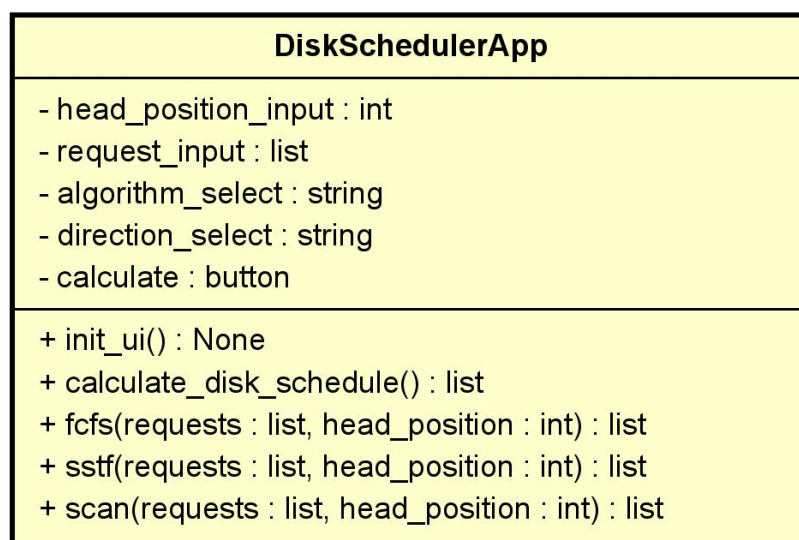 DiskSchedulerApp
- head_position_input : int
- request_input : list
- algorithm_select : string
- direction_select : string
- calculate : button
+ init_ui() : None
+ calculate_disk_schedule() : list
+ fcfs(requests : list, head_position : int) : list
+ sstf(requests : list, head_position : int) : list
+ scan(requests : list, head_position : int) : list